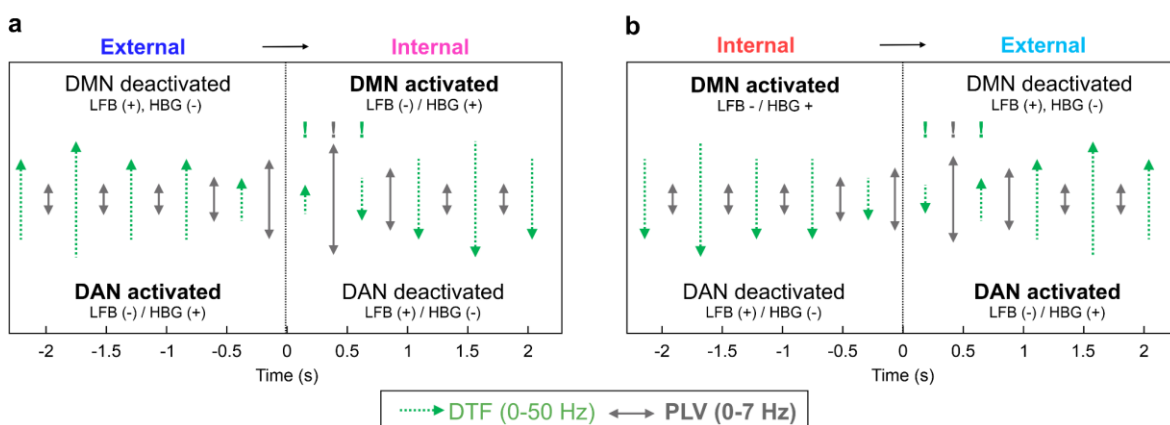 a
External → Internal
DMN deactivated
LFB (+), HBG (-)
DMN activated
LFB (-) / HBG (+)
! ! !
DAN activated
LFB (-) / HBG (+)
DAN deactivated
LFB (+) / HBG (-)
-2 -1.5 -1 -0.5 0 0.5 1 1.5 2
Time (s)
b
Internal → External
DMN activated
LFB - / HBG +
DMN deactivated
LFB (+), HBG (-)
! ! !
DAN deactivated
LFB (+) / HBG (-)
DAN activated
LFB (-) / HBG (+)
-2 -1.5 -1 -0.5 0 0.5 1 1.5 2
Time (s)
DTF (0-50 Hz) PLV (0-7 Hz)